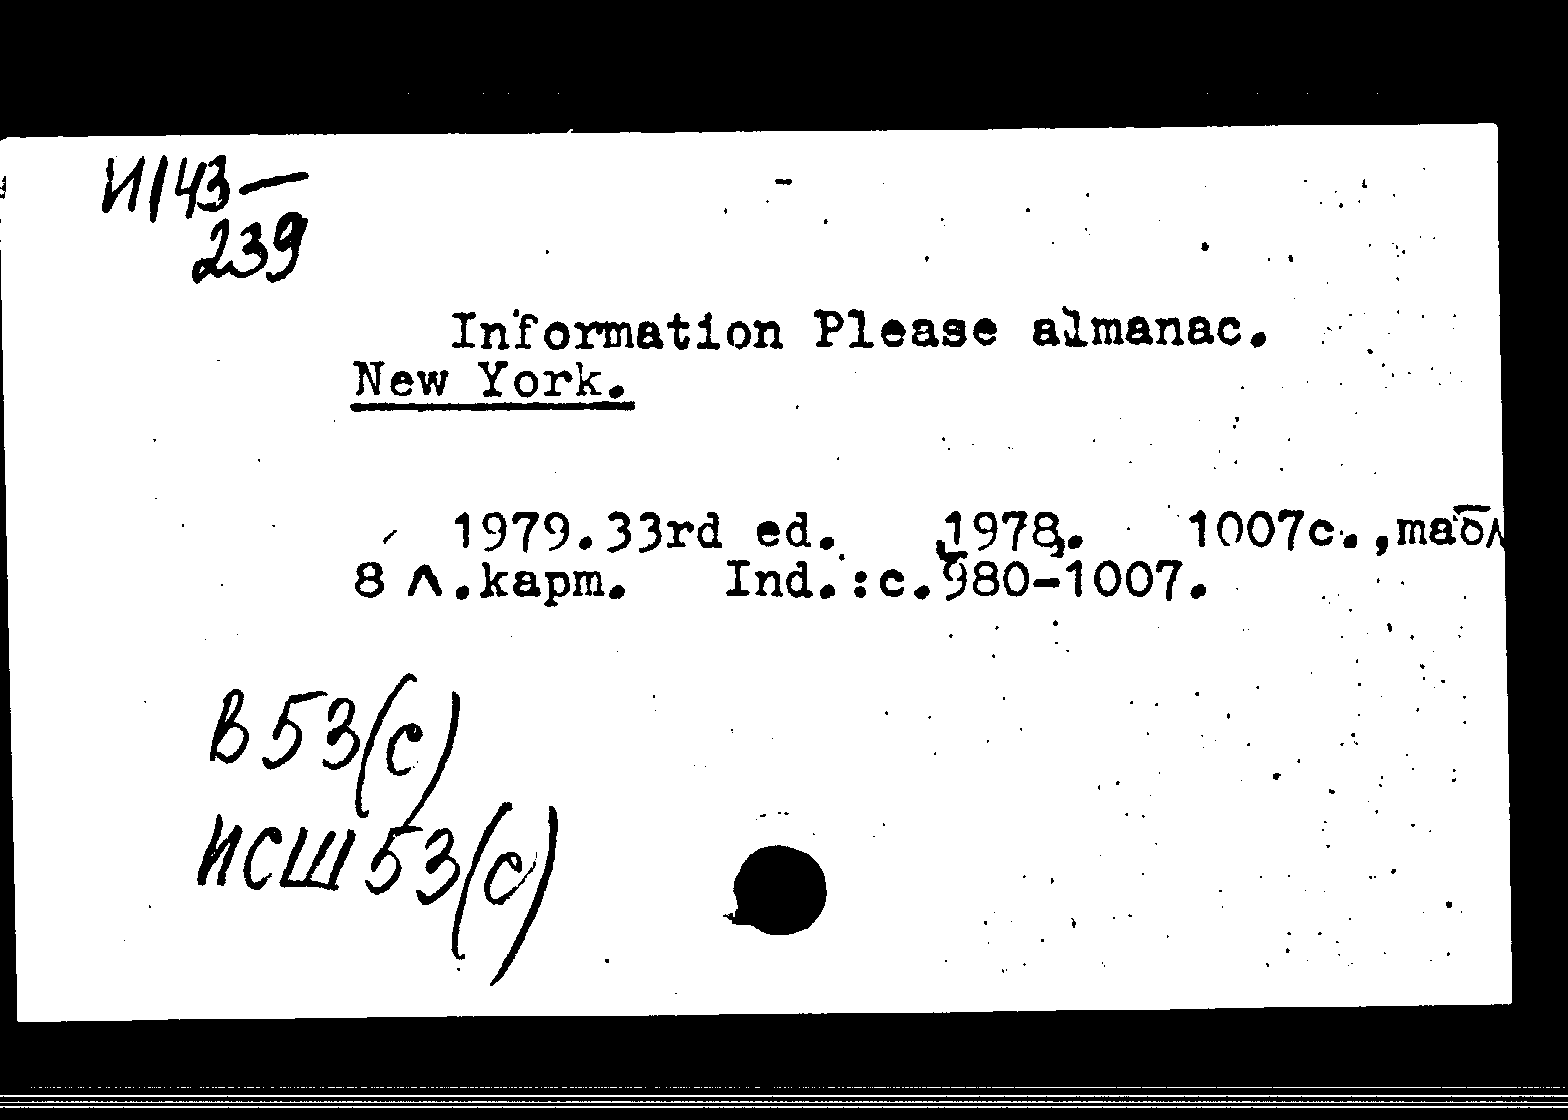 И143—
239
Information Please almanac.
New York.
1979.33rd ed. [1978]. 1007с.,табл
8 л.карт. Ind.:с.980-1007.
В53(с)
ИСШ53(с)